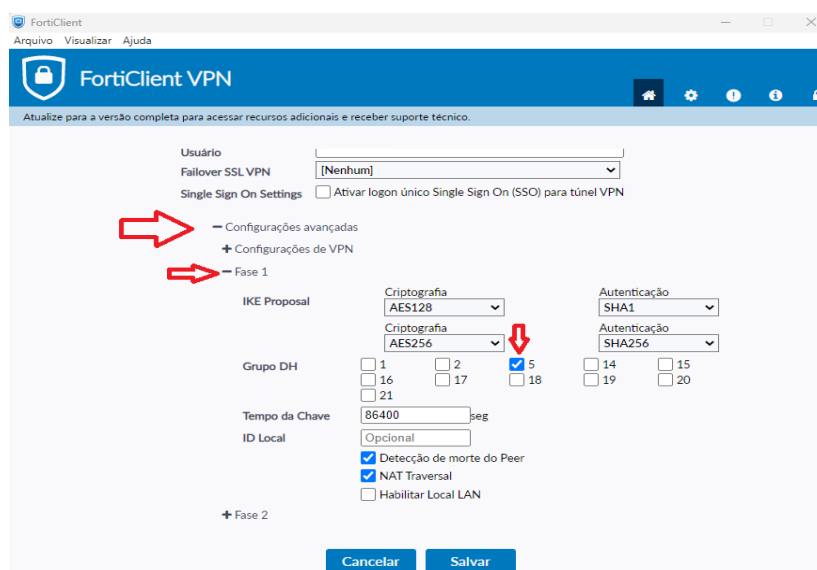 FortiClient
Arquivo Visualizar Ajuda
FortiClient VPN
Atualize para a versão completa para acessar recursos adicionais e receber suporte técnico.
Usuário
Failover SSL VPN [Nenhum]
Single Sign On Settings Ativar logon único Single Sign On (SSO) para túnel VPN
Configurações avançadas
Configurações de VPN
Fase 1
Criptografia Autenticação
IKE Proposal AES128 SHA1
Criptografia Autenticação
AES256 SHA256
Grupo DH 1 2 5 14 15
16 17 18 19 20
21
Tempo da Chave 86400 seg
ID Local Opcional
Detecção de morte do Peer
NAT Traversal
Habilitar Local LAN
Fase 2
Cancelar Salvar